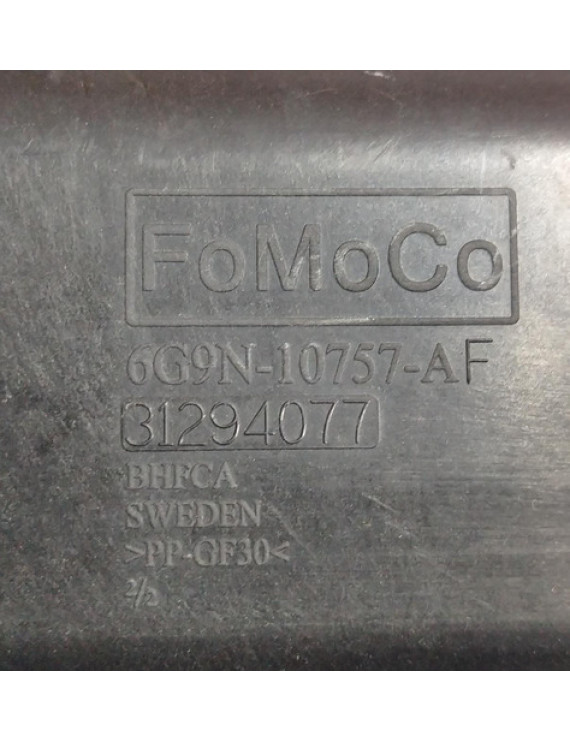 FoMoCo
6G9N-10757-AF
31294077
BHFCA
SWEDEN
>PP-GF30<
2/2